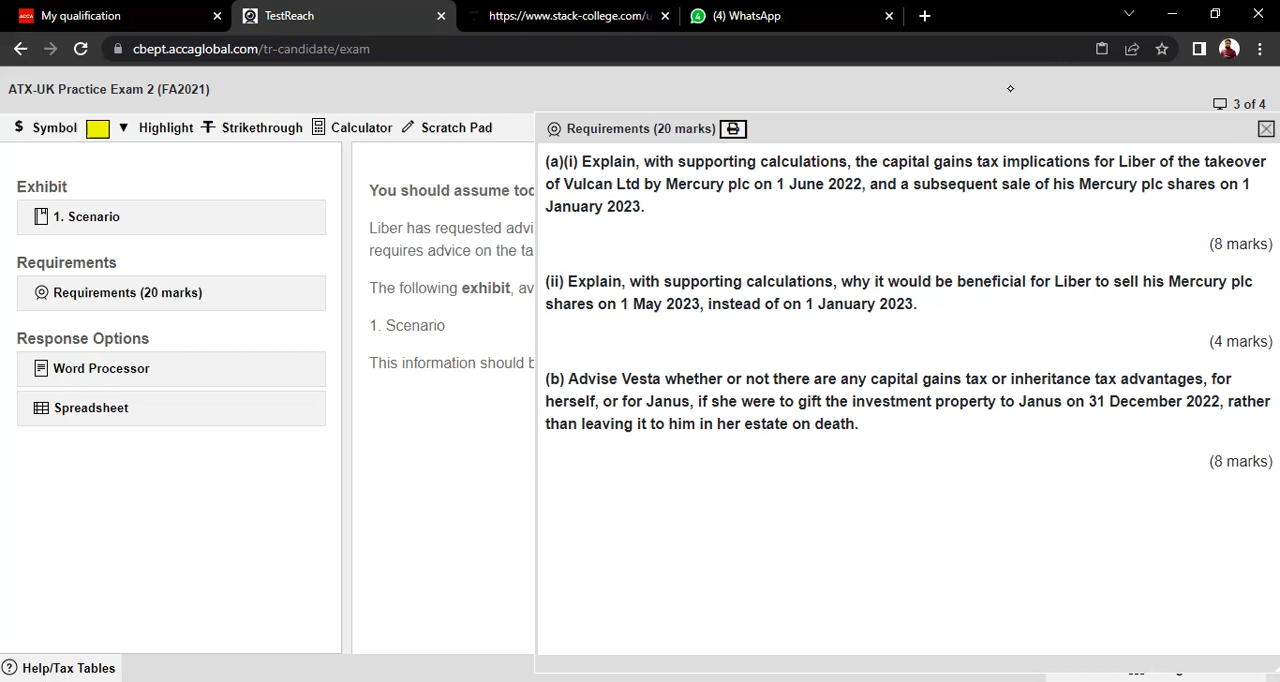 My qualification
TestReach
https://www.stack-college.com/u
(4) WhatsApp
cbept.accaglobal.com/tr-candidate/exam
ATX-UK Practice Exam 2 (FA2021)
3 of 4
$ Symbol Highlight Strikethrough Calculator Scratch Pad
Exhibit
1. Scenario
Requirements
Requirements (20 marks)
Response Options
Word Processor
Spreadsheet
Help/Tax Tables
You should assume tod
Liber has requested advi
requires advice on the ta
The following exhibit, av
1. Scenario
This information should b
Requirements (20 marks)
(a)(i) Explain, with supporting calculations, the capital gains tax implications for Liber of the takeover
of Vulcan Ltd by Mercury plc on 1 June 2022, and a subsequent sale of his Mercury plc shares on 1
January 2023.
(8 marks)
(ii) Explain, with supporting calculations, why it would be beneficial for Liber to sell his Mercury plc
shares on 1 May 2023, instead of on 1 January 2023.
(4 marks)
(b) Advise Vesta whether or not there are any capital gains tax or inheritance tax advantages, for
herself, or for Janus, if she were to gift the investment property to Janus on 31 December 2022, rather
than leaving it to him in her estate on death.
(8 marks)